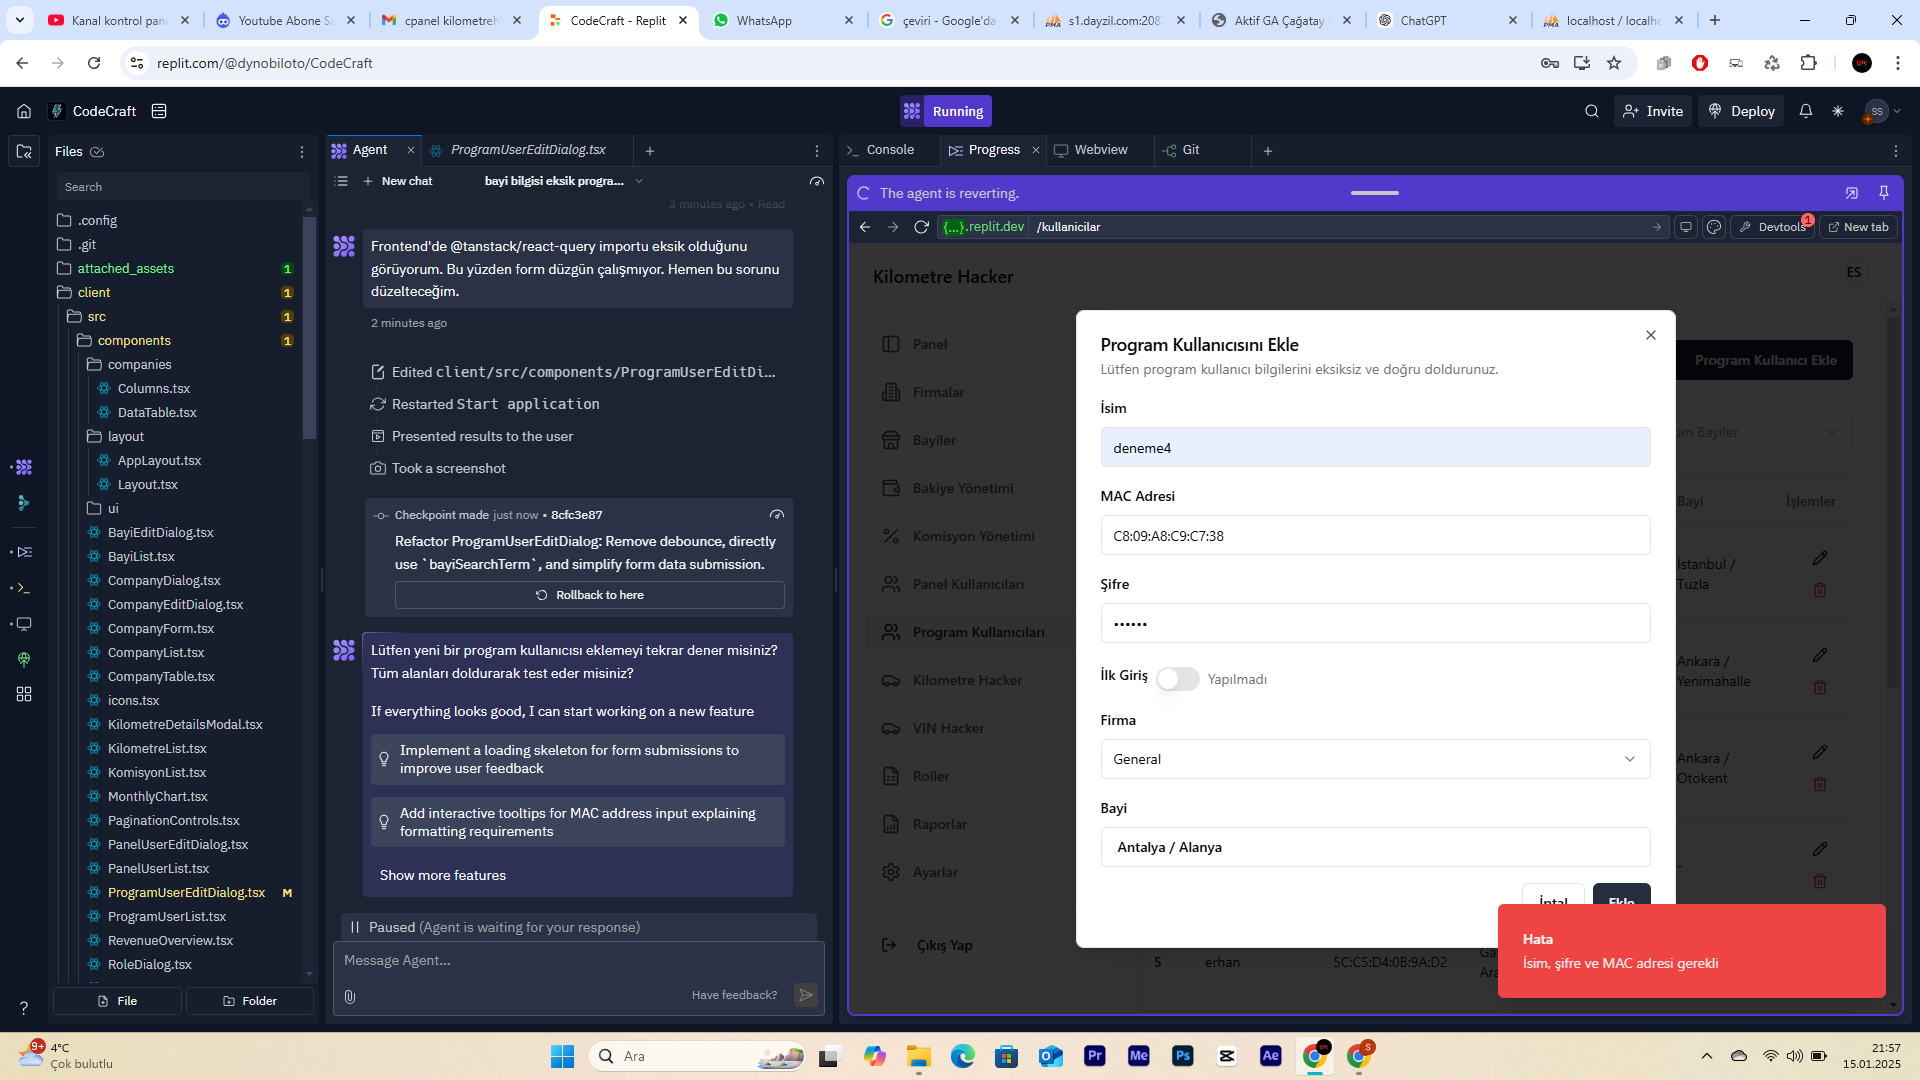 Kanal kontrol pan
Youtube Abone Sa
cpanel kilometreh
CodeCraft - Replit
WhatsApp
çeviri - Google'da
s1.dayzil.com:208
Aktif GA Çağatay
ChatGPT
localhost / localho
replit.com/@dynobiloto/CodeCraft
CodeCraft
Running
Invite
Deploy
SS
Files
Agent
ProgramUserEditDialog.tsx
Console
Progress
Webview
Git
Search
New chat
bayi bilgisi eksik progra...
3 minutes ago • Read
The agent is reverting.
{...}.replit.dev
/kullanicilar
Devtools
1
New tab
.config
.git
attached_assets
1
client
1
src
1
components
1
companies
Columns.tsx
DataTable.tsx
layout
AppLayout.tsx
Layout.tsx
ui
BayiEditDialog.tsx
BayiList.tsx
CompanyDialog.tsx
CompanyEditDialog.tsx
CompanyForm.tsx
CompanyList.tsx
CompanyTable.tsx
icons.tsx
KilometreDetailsModal.tsx
KilometreList.tsx
KomisyonList.tsx
MonthlyChart.tsx
PaginationControls.tsx
PanelUserEditDialog.tsx
PanelUserList.tsx
ProgramUserEditDialog.tsx
M
ProgramUserList.tsx
RevenueOverview.tsx
RoleDialog.tsx
File
Folder
Frontend'de @tanstack/react-query importu eksik olduğunu
görüyorum. Bu yüzden form düzgün çalışmıyor. Hemen bu sorunu
düzelteceğim.
2 minutes ago
Edited client/src/components/ProgramUserEditDi...
Restarted Start application
Presented results to the user
Took a screenshot
Checkpoint made just now • 8cfc3e87
Refactor ProgramUserEditDialog: Remove debounce, directly
use `bayiSearchTerm`, and simplify form data submission.
Rollback to here
Lütfen yeni bir program kullanıcısı eklemeyi tekrar dener misiniz?
Tüm alanları doldurarak test eder misiniz?
If everything looks good, I can start working on a new feature
Implement a loading skeleton for form submissions to
improve user feedback
Add interactive tooltips for MAC address input explaining
formatting requirements
Show more features
Paused (Agent is waiting for your response)
Message Agent...
Have feedback?
Kilometre Hacker
ES
Panel
Firmalar
Bayiler
Bakiye Yönetimi
Komisyon Yönetimi
Panel Kullanıcıları
Program Kullanıcıları
Kilometre Hacker
VIN Hacker
Roller
Raporlar
Ayarlar
Çıkış Yap
Program Kullanıcı Ekle
üm Bayiler
Bayi
İşlemler
İstanbul /
Tuzla
Ankara /
Yenimahalle
Ankara /
Otokent
-
5
erhan
5C:C5:D4:0B:9A:D2
Program Kullanıcısını Ekle
Lütfen program kullanıcı bilgilerini eksiksiz ve doğru doldurunuz.
İsim
deneme4
MAC Adresi
C8:09:A8:C9:C7:38
Şifre
••••••
İlk Giriş
Yapılmadı
Firma
General
Bayi
Antalya / Alanya
İptal
Ekle
Hata
İsim, şifre ve MAC adresi gerekli
9+
4°C
Çok bulutlu
Ara
Pr
Me
Ps
Ae
S
21:57
15.01.2025